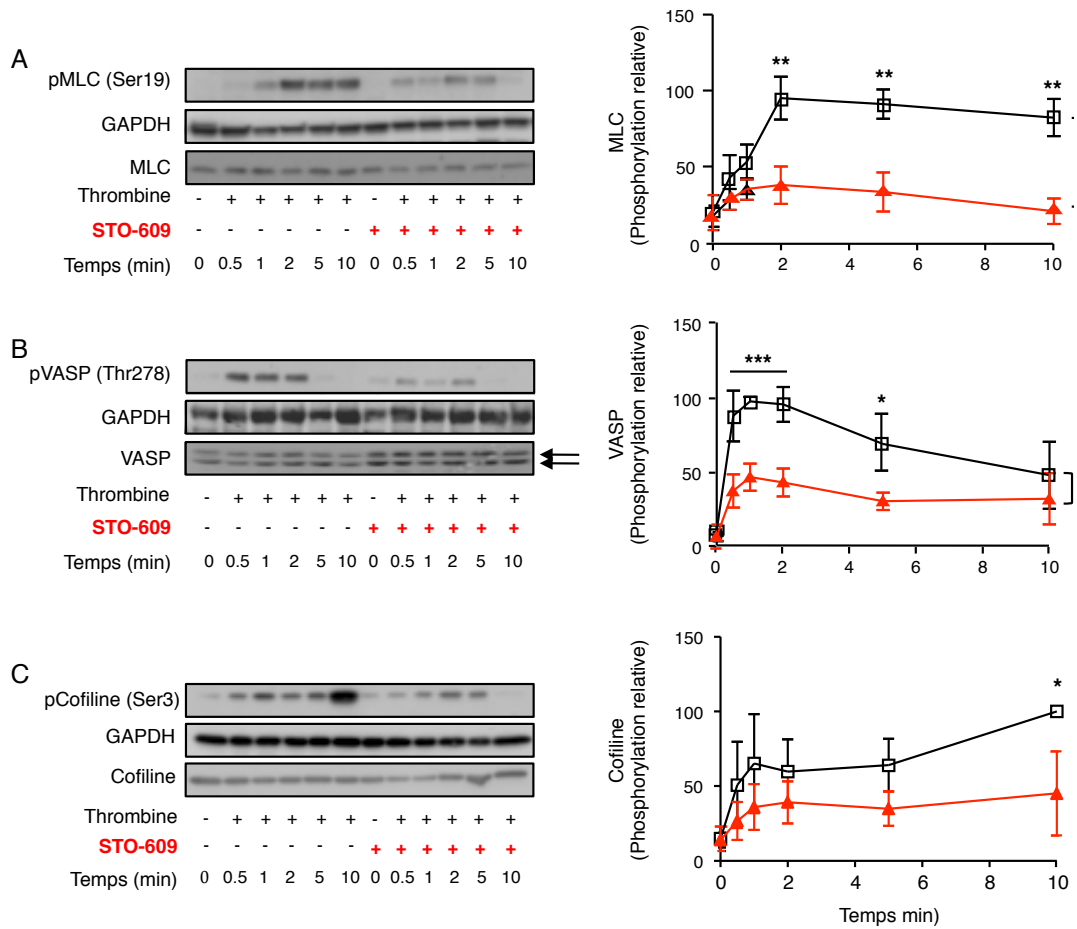 A
pMLC (Ser19)
GAPDH
MLC
Thrombine - + + + + + - + + + + +
STO-609 - - - - - - + + + + + +
Temps (min) 0 0.5 1 2 5 10 0 0.5 1 2 5 10
MLC
(Phosphorylation relative)
150
100
50
0
** ** **
0 2 4 6 8 10
B
pVASP (Thr278)
GAPDH
VASP
Thrombine - + + + + + - + + + + +
STO-609 - - - - - - + + + + + +
Temps (min) 0 0.5 1 2 5 10 0 0.5 1 2 5 10
VASP
(Phosphorylation relative)
150
100
50
0
*** *
0 2 4 6 8 10
C
pCofiline (Ser3)
GAPDH
Cofiline
Thrombine - + + + + + - + + + + +
STO-609 - - - - - - + + + + + +
Temps (min) 0 0.5 1 2 5 10 0 0.5 1 2 5 10
Cofiline
(Phosphorylation relative)
150
100
50
0
*
0 2 4 6 8 10
Temps min)